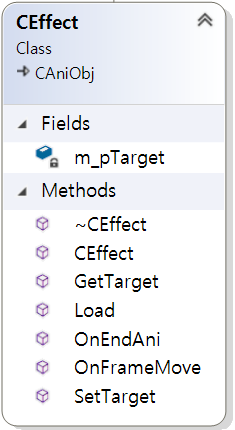 CEffect
Class
CAniObj
Fields
m_pTarget
Methods
~CEffect
CEffect
GetTarget
Load
OnEndAni
OnFrameMove
SetTarget